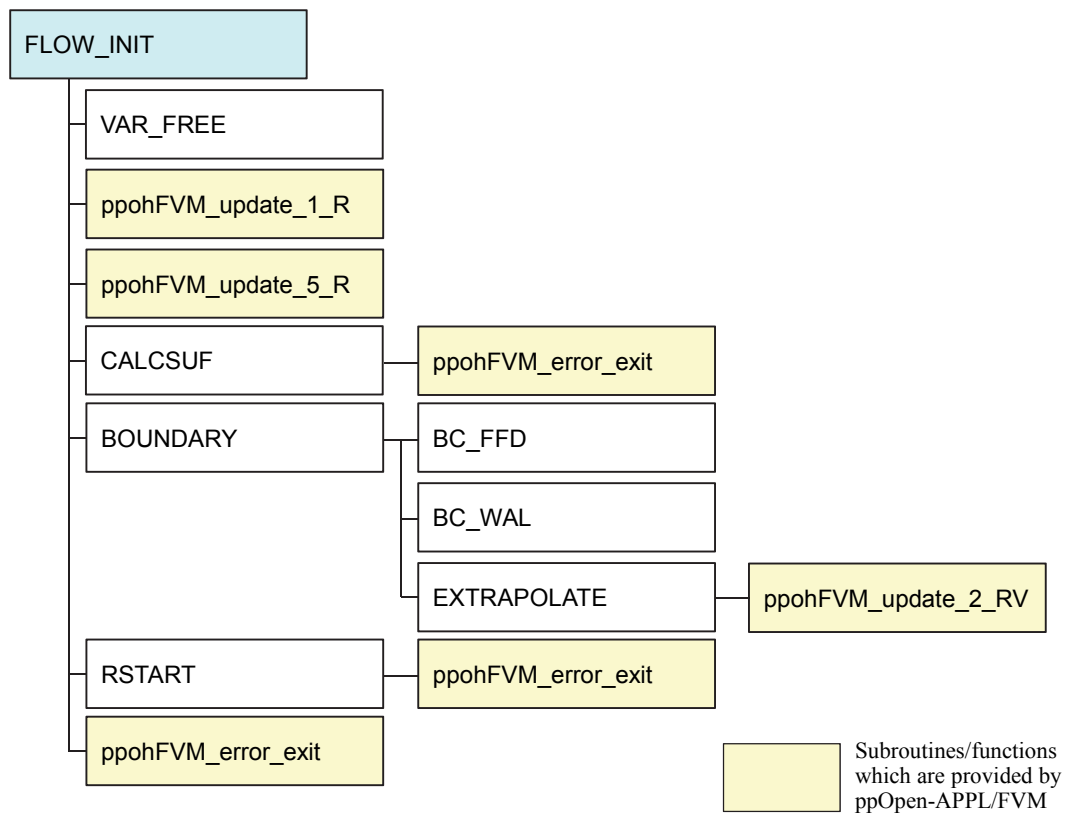 FLOW_INIT
VAR_FREE
ppohFVM_update_1_R
ppohFVM_update_5_R
CALCSUF
ppohFVM_error_exit
BOUNDARY
BC_FFD
BC_WAL
EXTRAPOLATE
ppohFVM_update_2_RV
RSTART
ppohFVM_error_exit
ppohFVM_error_exit
Subroutines/functions
which are provided by
ppOpen-APPL/FVM